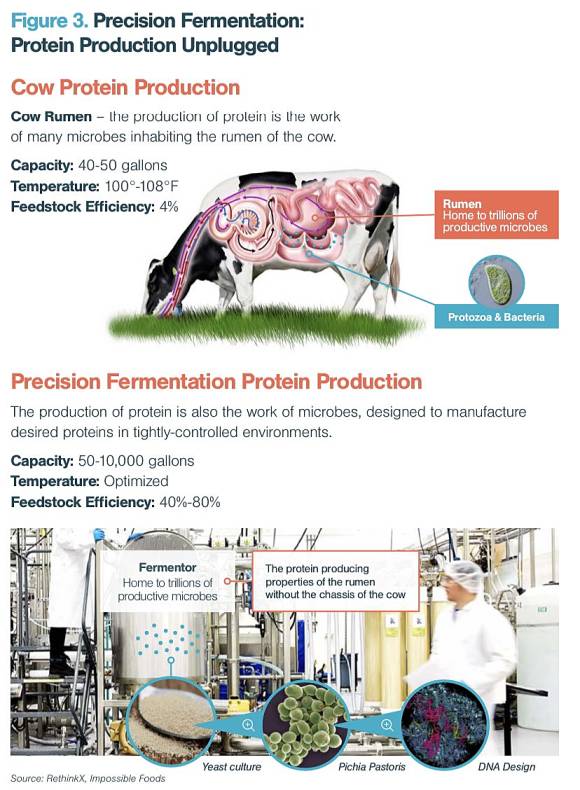 Figure 3. Precision Fermentation:
Protein Production Unplugged
Cow Protein Production
Cow Rumen – the production of protein is the work
of many microbes inhabiting the rumen of the cow.
Capacity: 40-50 gallons
Temperature: 100°-108°F
Feedstock Efficiency: 4%
Rumen
Home to trillions of
productive microbes
Protozoa & Bacteria
Precision Fermentation Protein Production
The production of protein is also the work of microbes, designed to manufacture
desired proteins in tightly-controlled environments.
Capacity: 50-10,000 gallons
Temperature: Optimized
Feedstock Efficiency: 40%-80%
Fermentor
Home to trillions of
productive microbes
The protein producing
properties of the rumen
without the chassis of the cow
Yeast culture
Pichia Pastoris
DNA Design
Source: RethinkX, Impossible Foods